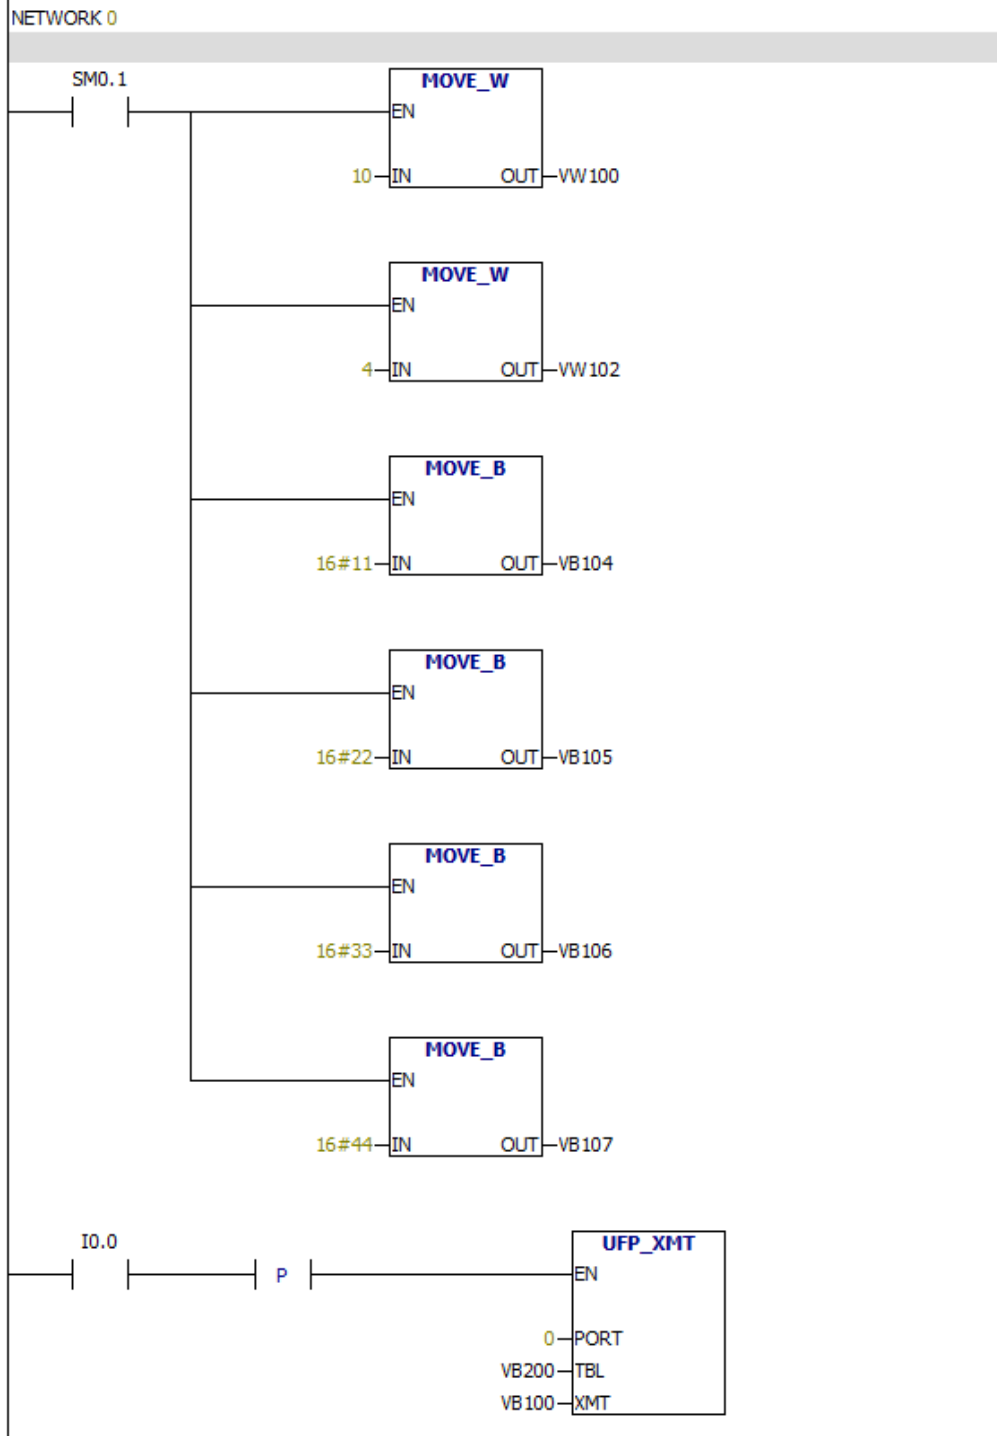 NETWORK 0
SM0.1
MOVE_W
EN
10 IN OUT VW100
MOVE_W
EN
4 IN OUT VW102
MOVE_B
EN
16#11 IN OUT VB104
MOVE_B
EN
16#22 IN OUT VB105
MOVE_B
EN
16#33 IN OUT VB106
MOVE_B
EN
16#44 IN OUT VB107
I0.0
UFP_XMT
P
EN
0 PORT
VB200 TBL
VB100 XMT